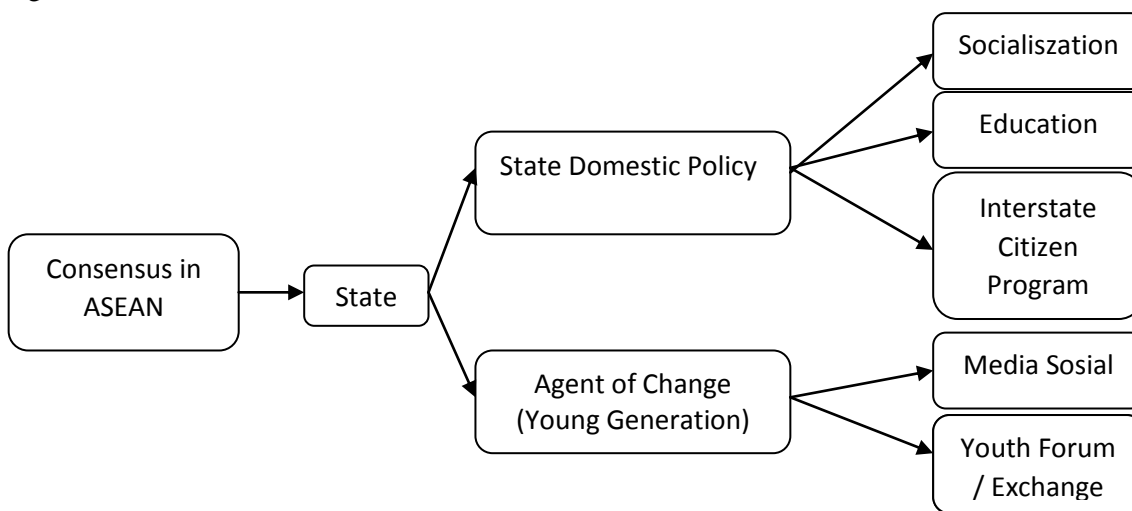 Consensus in
ASEAN
State
State Domestic Policy
Agent of Change
(Young Generation)
Socialiszation
Education
Interstate
Citizen
Program
Media Sosial
Youth Forum
/ Exchange